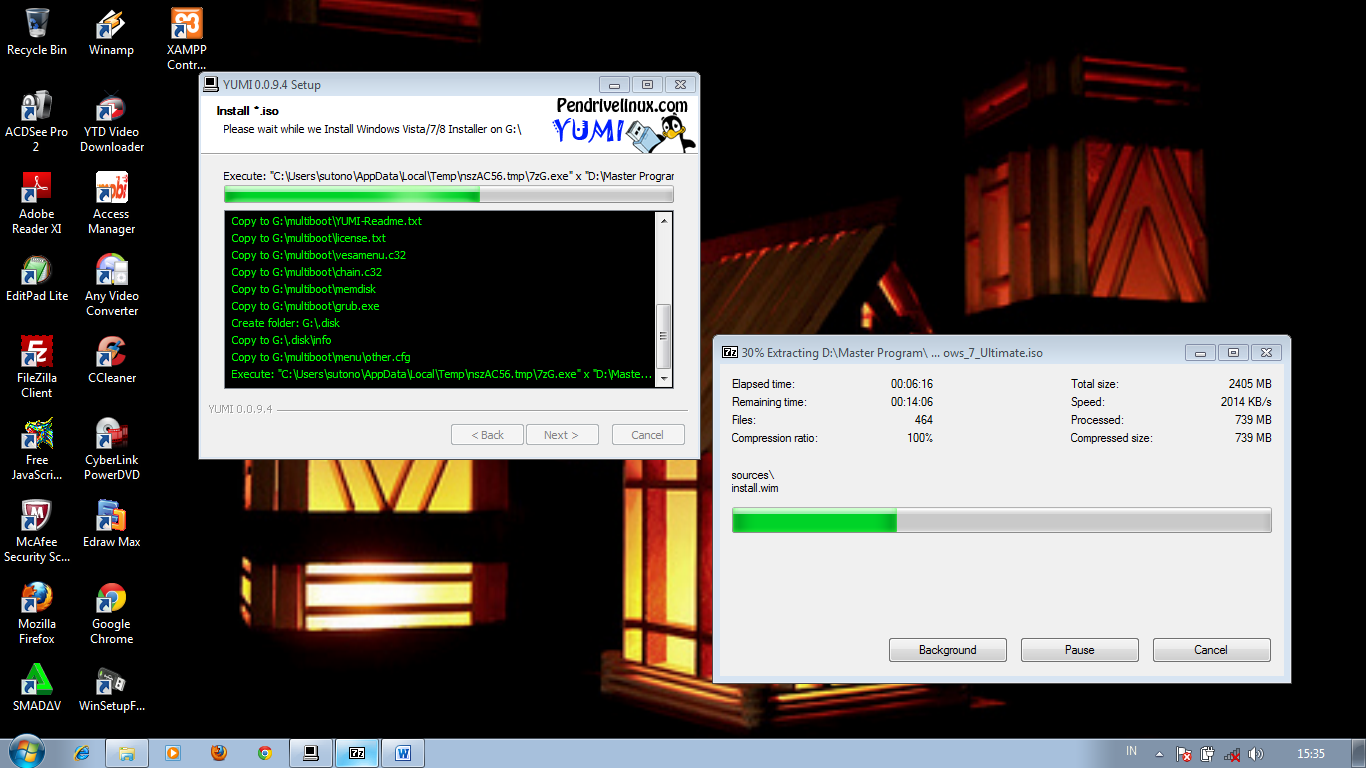 Recycle Bin
Winamp
XAMPP
Contr...
ACDSee Pro
2
YTD Video
Downloader
Adobe
Reader XI
Access
Manager
EditPad Lite
Any Video
Converter
FileZilla
Client
CCleaner
Free
JavaScri...
CyberLink
PowerDVD
McAfee
Security Sc...
Edraw Max
Mozilla
Firefox
Google
Chrome
SMADΔV
WinSetupF...
YUMI 0.0.9.4 Setup
Install *.iso
Please wait while we Install Windows Vista/7/8 Installer on G:\
Pendrivelinux.com
YUMI
Execute: "C:\Users\sutono\AppData\Local\Temp\nszAC56.tmp\7zG.exe" x "D:\Master Progran
Copy to G:\multiboot\YUMI-Readme.txt
Copy to G:\multiboot\license.txt
Copy to G:\multiboot\vesamenu.c32
Copy to G:\multiboot\chain.c32
Copy to G:\multiboot\memdisk
Copy to G:\multiboot\grub.exe
Create folder: G:\.disk
Copy to G:\.disk\info
Copy to G:\multiboot\menu\other.cfg
Execute: "C:\Users\sutono\AppData\Local\Temp\nszAC56.tmp\7zG.exe" x "D:\Maste...
YUMI 0.0.9.4
< Back
Next >
Cancel
7z 30% Extracting D:\Master Program\ ... ows_7_Ultimate.iso
Elapsed time: 00:06:16 Total size: 2405 MB
Remaining time: 00:14:06 Speed: 2014 KB/s
Files: 464 Processed: 739 MB
Compression ratio: 100% Compressed size: 739 MB
sources\
install.wim
Background
Pause
Cancel
7z
IN
15:35